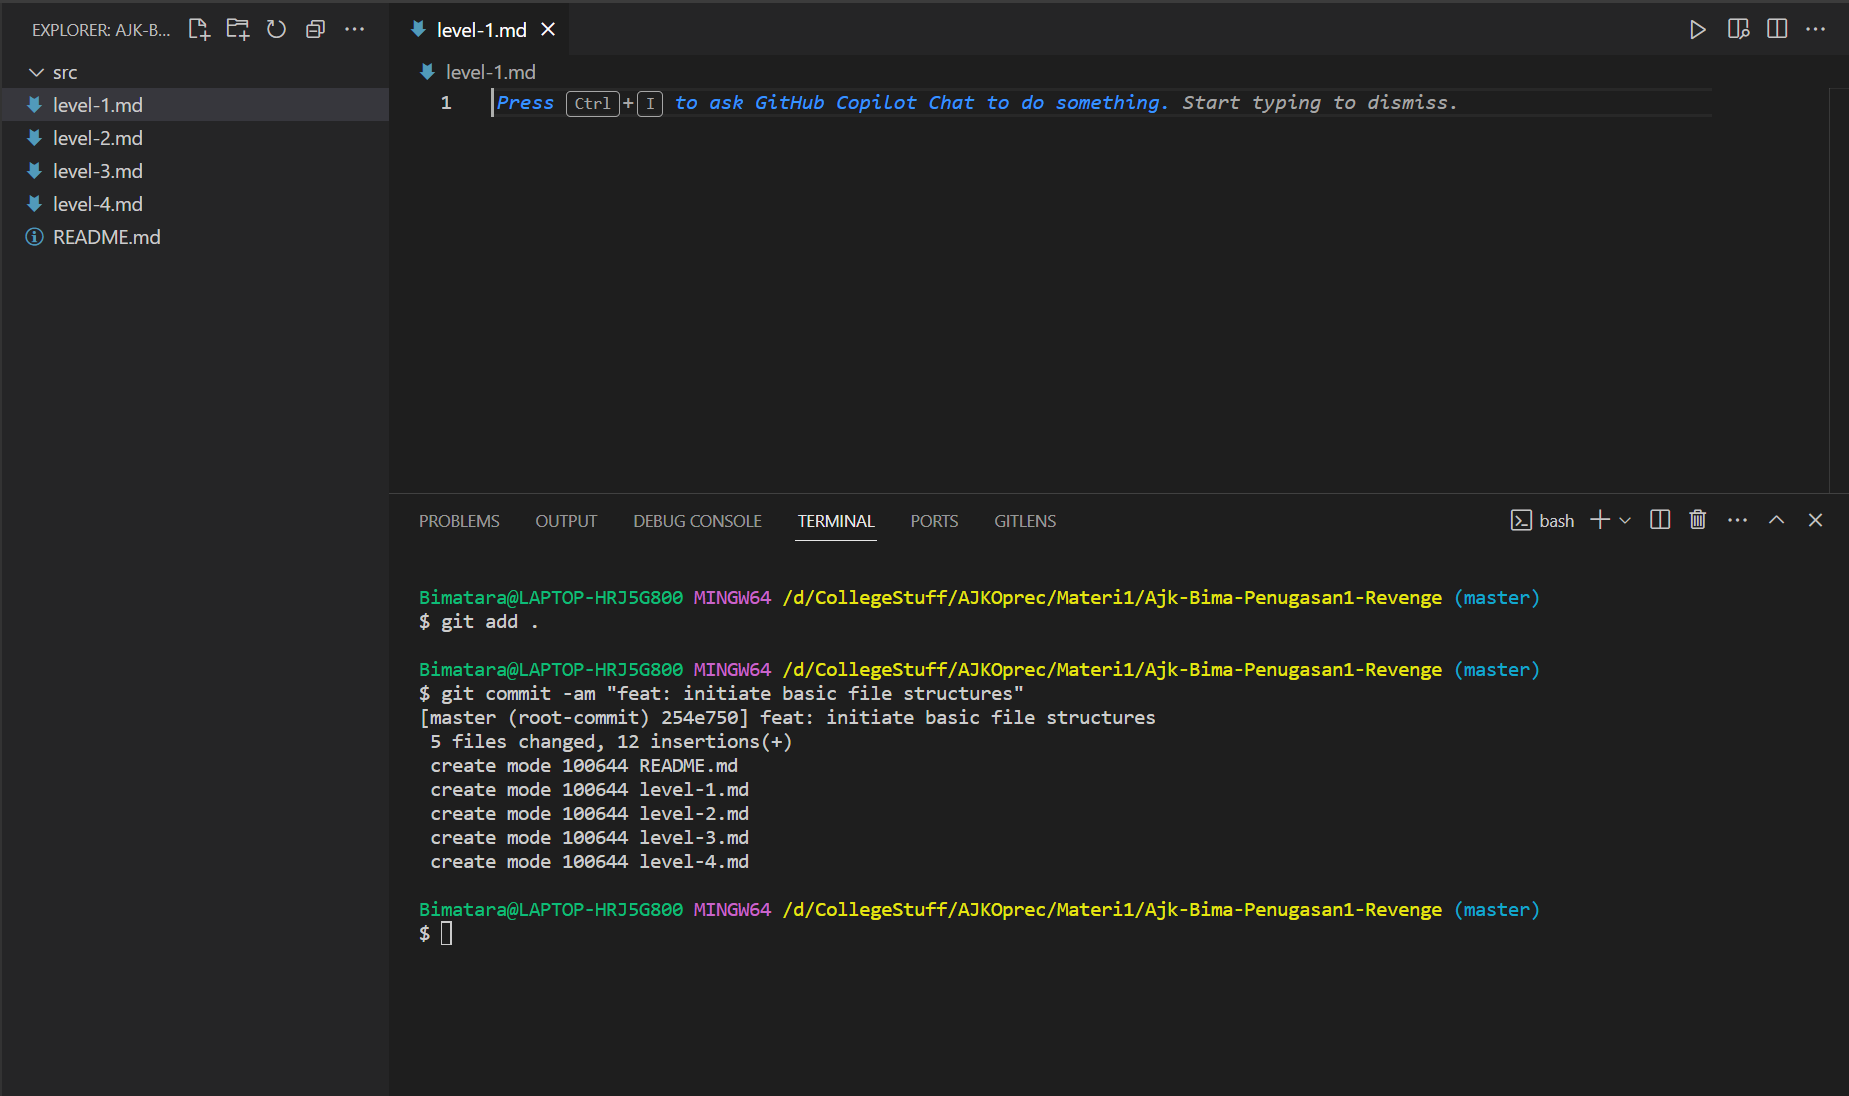 EXPLORER: AJK-B...
src
level-1.md
level-2.md
level-3.md
level-4.md
README.md
level-1.md
level-1.md
1 Press Ctrl+I to ask GitHub Copilot Chat to do something. Start typing to dismiss.
PROBLEMS OUTPUT DEBUG CONSOLE TERMINAL PORTS GITLENS bash
Bimatara@LAPTOP-HRJ5G800 MINGW64 /d/CollegeStuff/AJKOprec/Materi1/Ajk-Bima-Penugasan1-Revenge (master)
$ git add .
Bimatara@LAPTOP-HRJ5G800 MINGW64 /d/CollegeStuff/AJKOprec/Materi1/Ajk-Bima-Penugasan1-Revenge (master)
$ git commit -am "feat: initiate basic file structures"
[master (root-commit) 254e750] feat: initiate basic file structures
5 files changed, 12 insertions(+)
create mode 100644 README.md
create mode 100644 level-1.md
create mode 100644 level-2.md
create mode 100644 level-3.md
create mode 100644 level-4.md
Bimatara@LAPTOP-HRJ5G800 MINGW64 /d/CollegeStuff/AJKOprec/Materi1/Ajk-Bima-Penugasan1-Revenge (master)
$